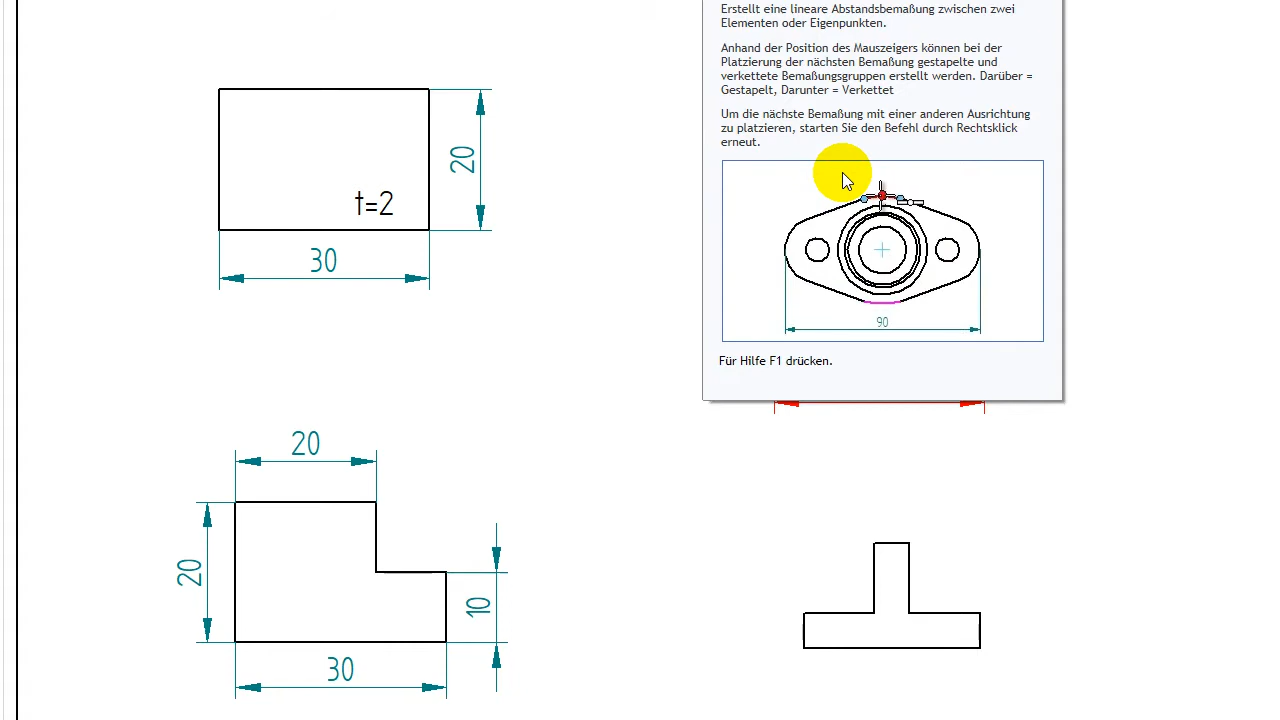 Erstellt eine lineare Abstandsbemaßung zwischen zwei
Elementen oder Eigenpunkten.
Anhand der Position des Mauszeigers können bei der
Platzierung der nächsten Bemaßung gestapelte und
verkettete Bemaßungsgruppen erstellt werden. Darüber =
Gestapelt, Darunter = Verkettet
Um die nächste Bemaßung mit einer anderen Ausrichtung
zu platzieren, starten Sie den Befehl durch Rechtsklick
erneut.
90
Für Hilfe F1 drücken.
20
t=2
30
20
20
10
30